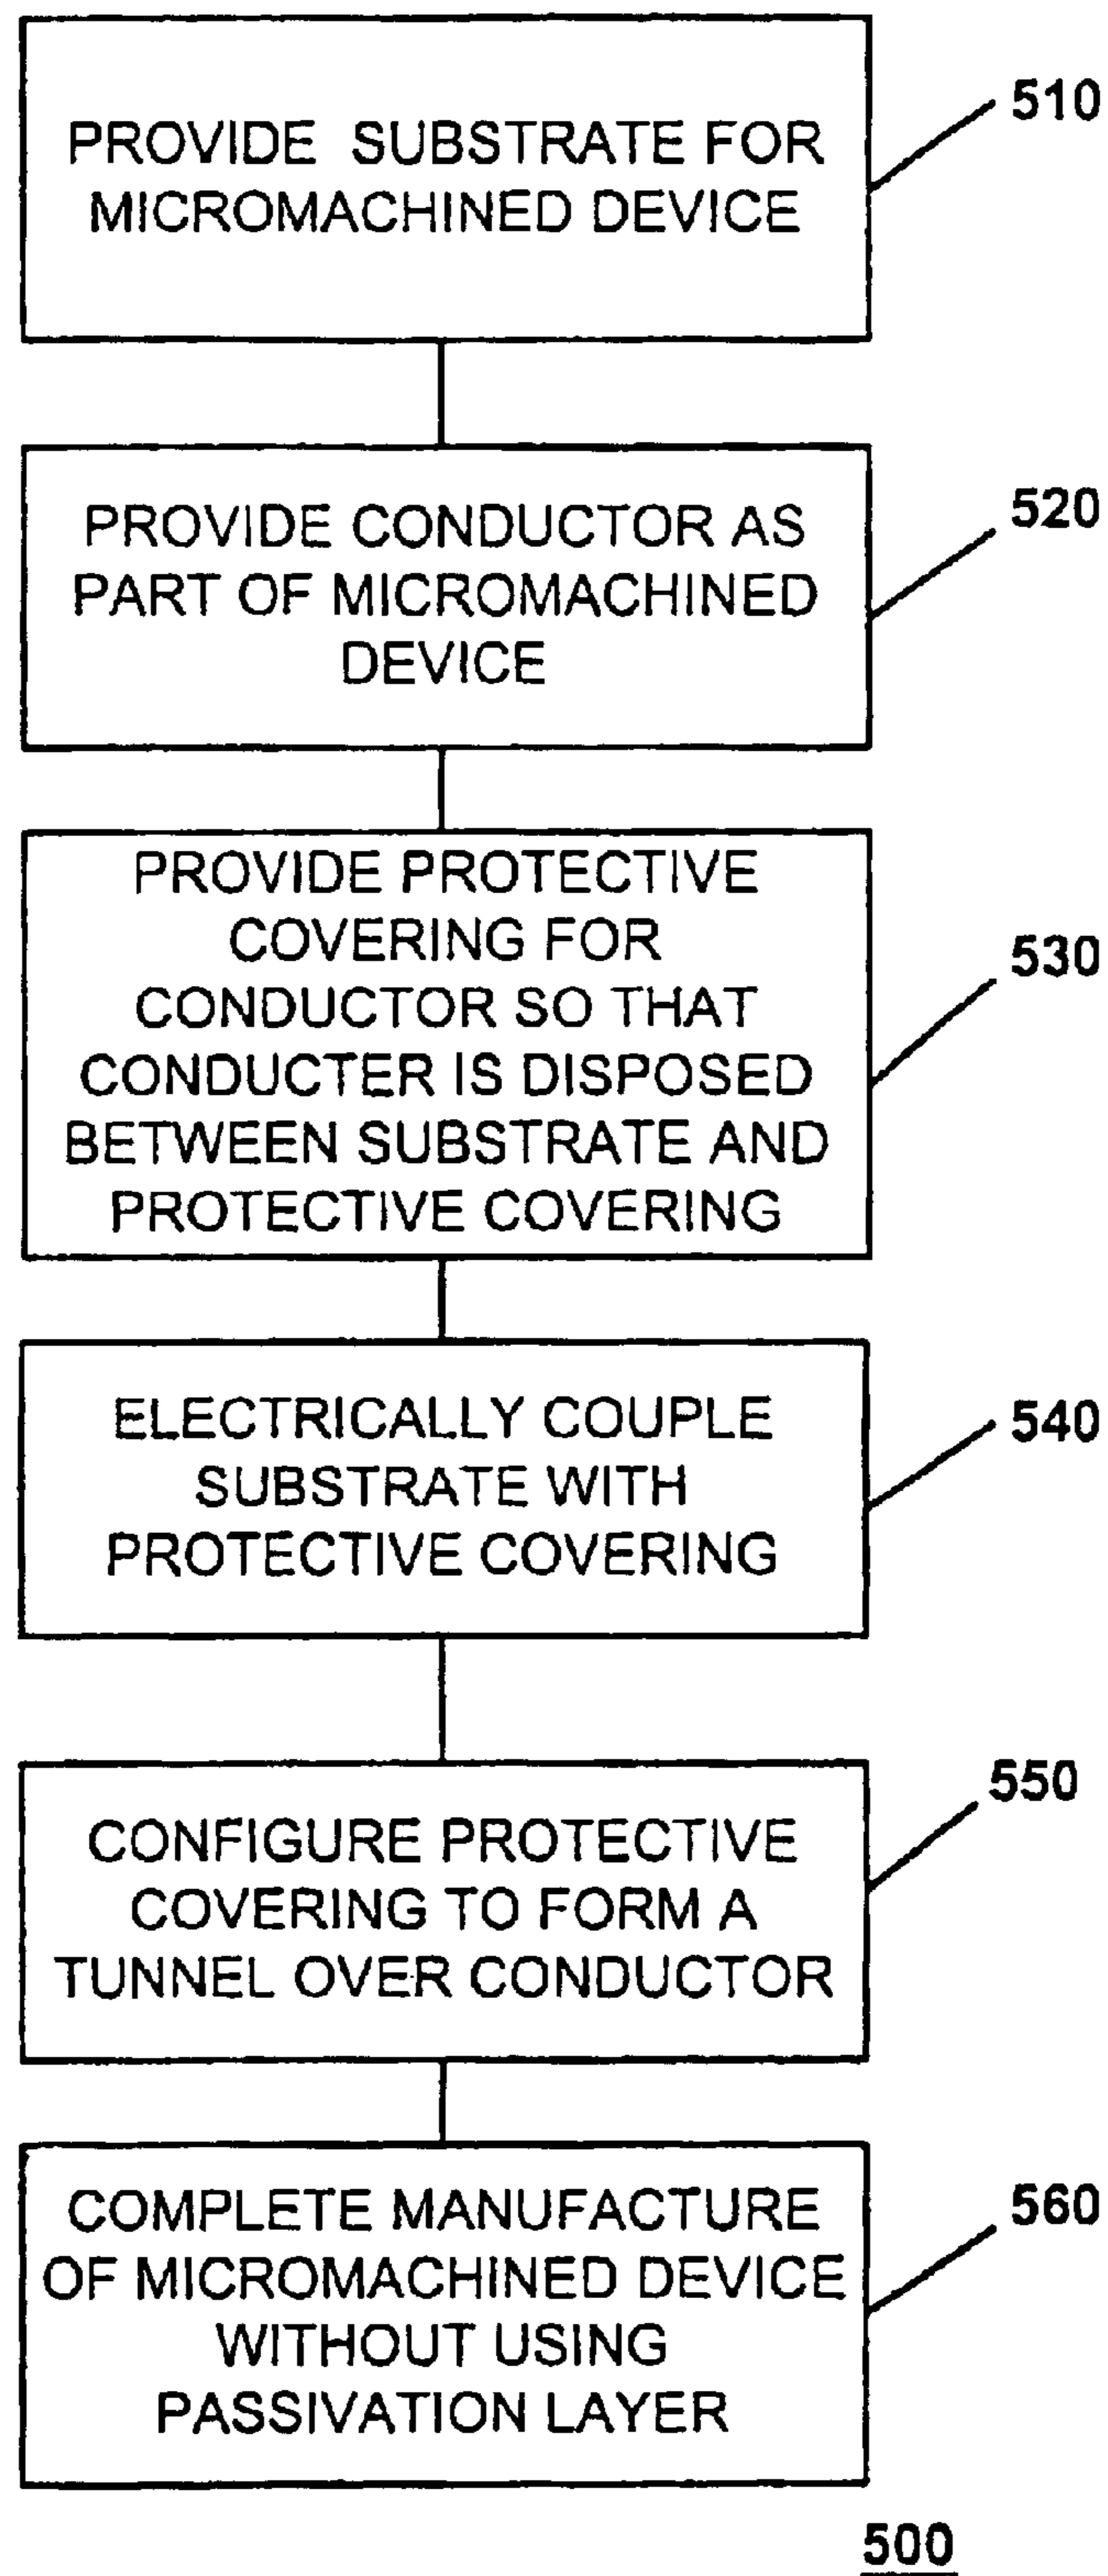 PROVIDE SUBSTRATE FOR
MICROMACHINED DEVICE
510
PROVIDE CONDUCTOR AS
PART OF MICROMACHINED
DEVICE
520
PROVIDE PROTECTIVE
COVERING FOR
CONDUCTOR SO THAT
CONDUCTER IS DISPOSED
BETWEEN SUBSTRATE AND
PROTECTIVE COVERING
530
ELECTRICALLY COUPLE
SUBSTRATE WITH
PROTECTIVE COVERING
540
CONFIGURE PROTECTIVE
COVERING TO FORM A
TUNNEL OVER CONDUCTOR
550
COMPLETE MANUFACTURE
OF MICROMACHINED DEVICE
WITHOUT USING
PASSIVATION LAYER
560
500